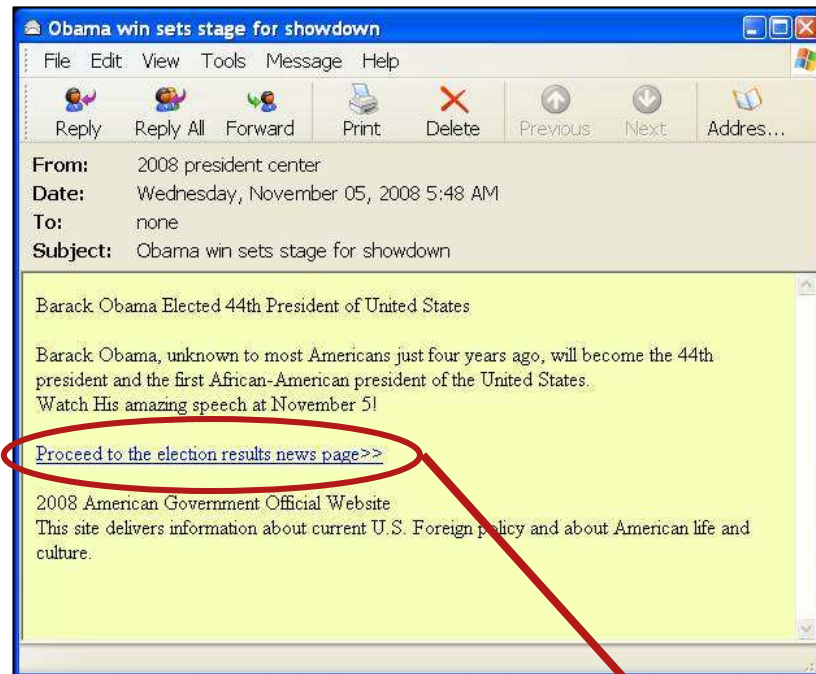 Obama win sets stage for showdown
File Edit View Tools Message Help
Reply Reply All Forward Print Delete Previous Next Addres...
From: 2008 president center
Date: Wednesday, November 05, 2008 5:48 AM
To: none
Subject: Obama win sets stage for showdown
Barack Obama Elected 44th President of United States
Barack Obama, unknown to most Americans just four years ago, will become the 44th
president and the first African-American president of the United States.
Watch His amazing speech at November 5!
Proceed to the election results news page>>
2008 American Government Official Website
This site delivers information about current U.S. Foreign policy and about American life and
culture.